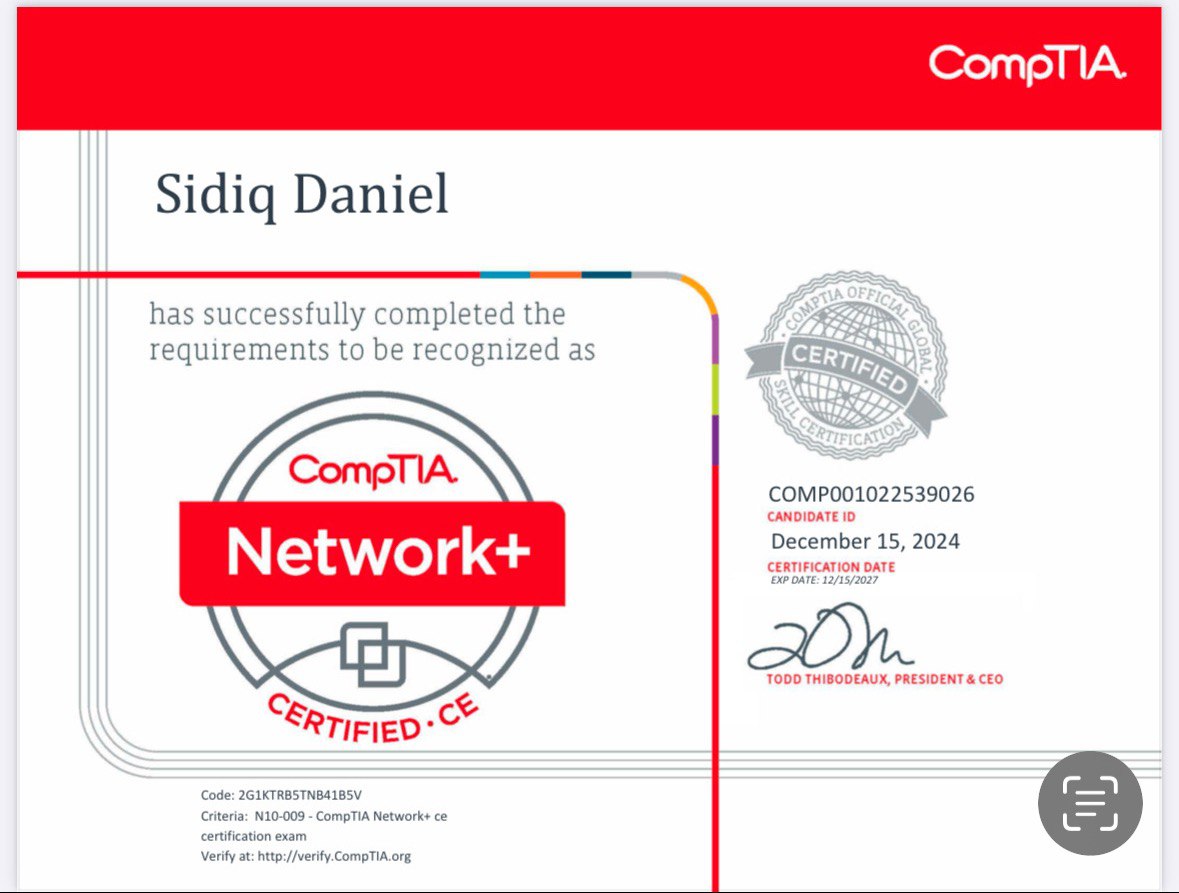 CompTIA.
Sidiq Daniel
has successfully completed the
requirements to be recognized as
COMPTIA OFFICIAL GLOBAL
CERTIFIED
SKILL CERTIFICATION
CompTIA.
Network+
CERTIFIED · CE
COMP001022539026
CANDIDATE ID
December 15, 2024
CERTIFICATION DATE
EXP DATE: 12/15/2027
TODD THIBODEAUX, PRESIDENT & CEO
Code: 2G1KTRB5TNB41B5V
Criteria: N10-009 - CompTIA Network+ ce
certification exam
Verify at: http://verify.CompTIA.org